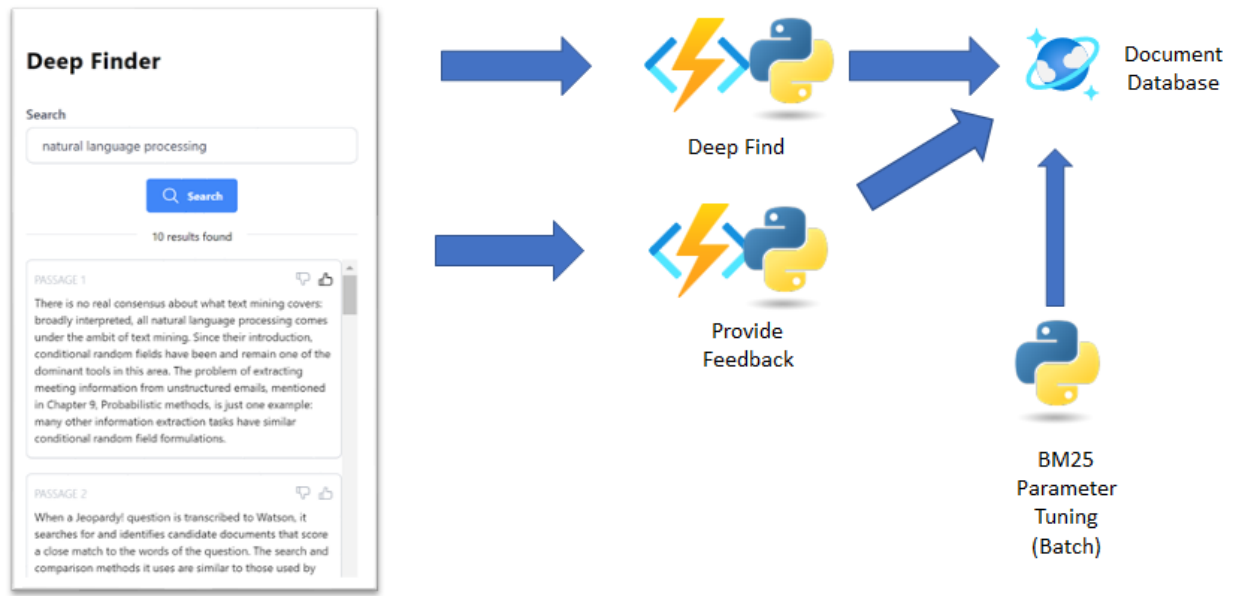 Deep Finder
Search
natural language processing
Search
10 results found
PASSAGE 1
There is no real consensus about what text mining covers:
broadly interpreted, all natural language processing comes
under the ambit of text mining. Since their introduction,
conditional random fields have been and remain one of the
dominant tools in this area. The problem of extracting
meeting information from unstructured emails, mentioned
in Chapter 9, Probabilistic methods, is just one example:
many other information extraction tasks have similar
conditional random field formulations.
PASSAGE 2
When a Jeopardy! question is transcribed to Watson, it
searches for and identifies candidate documents that score
a close match to the words of the question. The search and
comparison methods it uses are similar to those used by
Deep Find
Provide
Feedback
Document
Database
BM25
Parameter
Tuning
(Batch)